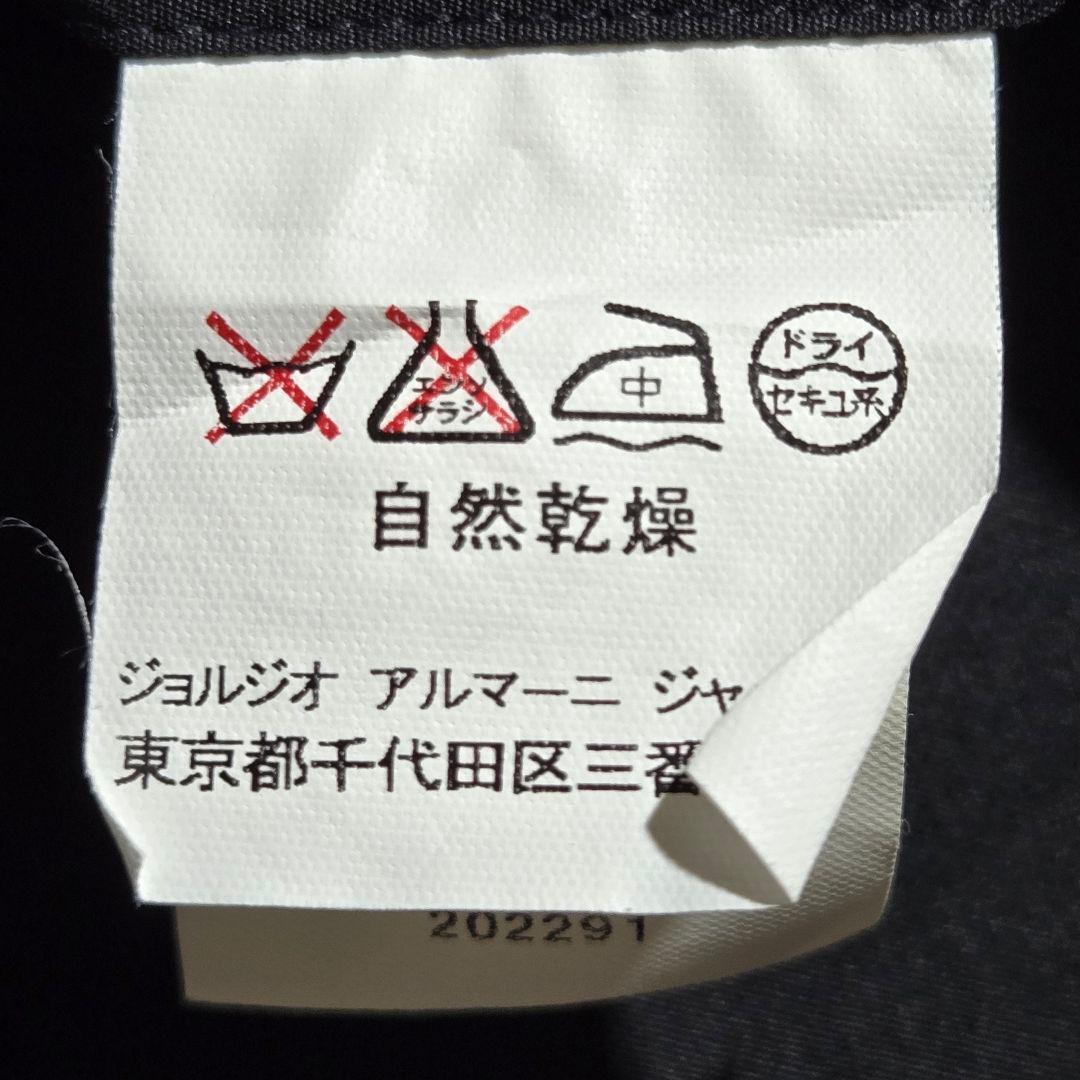 エンソ
サラシ
中
ドライ
セキユ系
自然乾燥
ジョルジオ アルマーニ ジャ
東京都千代田区三番
202291